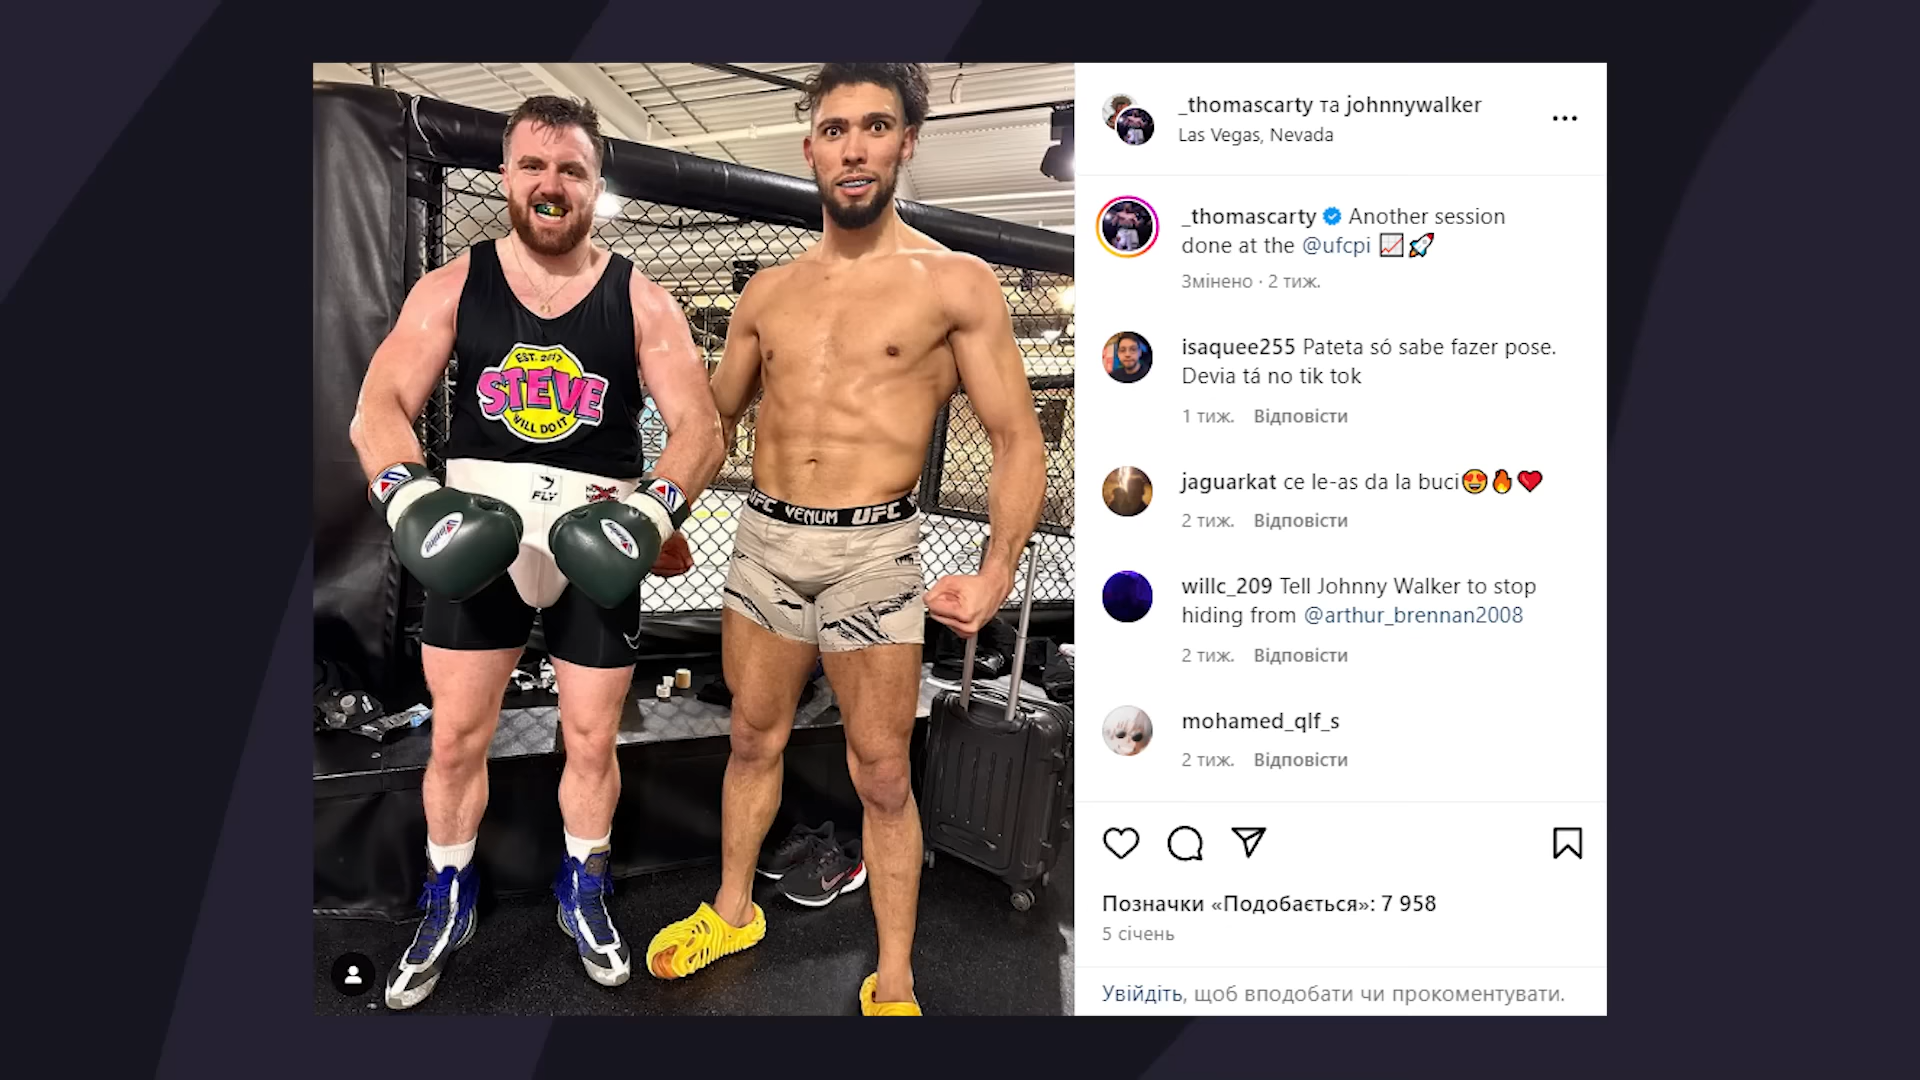 EST. 2017
STEVE
WILL DO IT
FLY
Winning
Winning
UFC VENUM UFC
_thomascarty та johnnywalker
Las Vegas, Nevada
_thomascarty Another session
done at the @ufcpi 📈🚀
Змінено · 2 тиж.
isaquee255 Pateta só sabe fazer pose.
Devia tá no tik tok
1 тиж. Відповісти
jaguarkat ce le-as da la buci😍🔥❤️
2 тиж. Відповісти
willc_209 Tell Johnny Walker to stop
hiding from @arthur_brennan2008
2 тиж. Відповісти
mohamed_qlf_s
2 тиж. Відповісти
Позначки «Подобається»: 7 958
5 січень
Увійдіть, щоб вподобати чи прокоментувати.